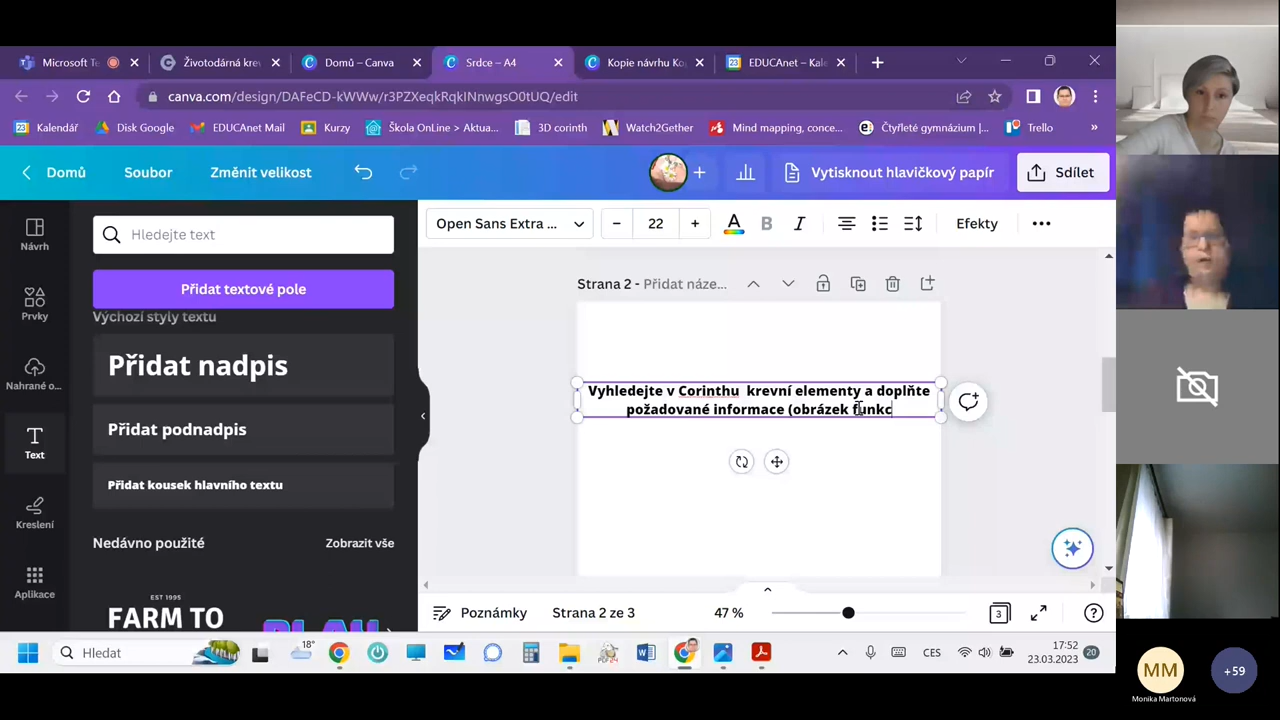 Microsoft Te
Životodárná krev
Domů – Canva
Srdce – A4
Kopie návrhu Ko
EDUCAnet – Kale
canva.com/design/DAFeCD-kWWw/r3PZXeqkRqkINnwgsO0tUQ/edit
Kalendář
Disk Google
EDUCAnet Mail
Kurzy
Škola OnLine > Aktua...
3D corinth
Watch2Gether
Mind mapping, conce...
Čtyřleté gymnázium |...
Trello
»
Domů
Soubor
Změnit velikost
Vytisknout hlavičkový papír
Sdílet
Návrh
Prvky
Nahrané o...
Text
Kreslení
Aplikace
Hledejte text
Přidat textové pole
Výchozí styly textu
Přidat nadpis
Přidat podnadpis
Přidat kousek hlavního textu
Nedávno použité
Zobrazit vše
EST 1995
FARM TO
PLAY
Open Sans Extra ...
22
A
B
I
Efekty
Strana 2 - Přidat náze...
Vyhledejte v Corinthu krevní elementy a doplňte
požadované informace (obrázek funkc
Poznámky
Strana 2 ze 3
47 %
3
Hledat
18°
CES
17:52
23.03.2023
20
MM
Monika Martonová
+59